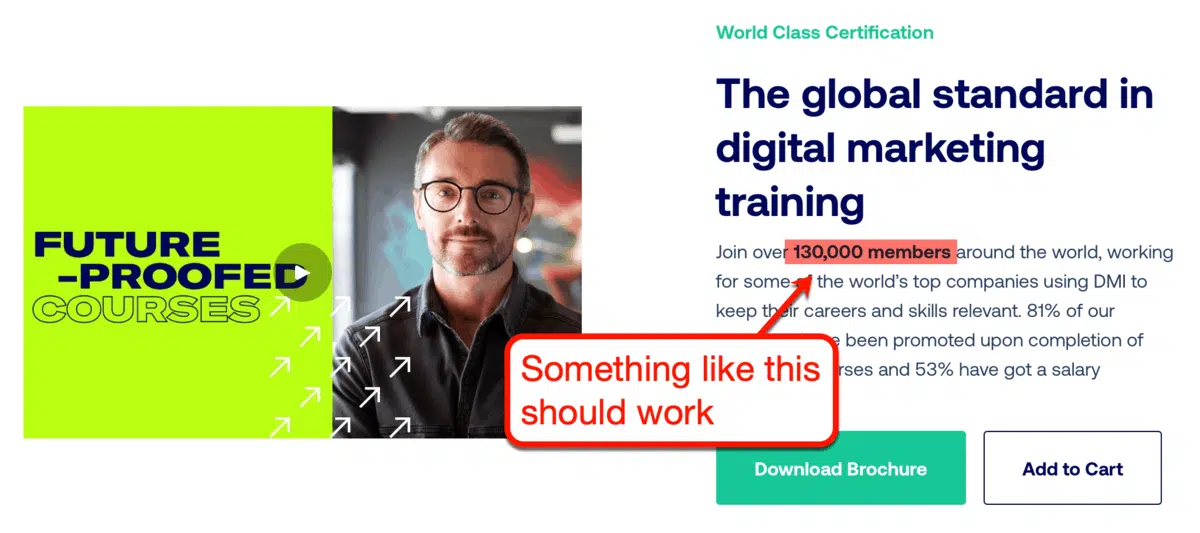 World Class Certification
The global standard in
digital marketing
training
Join over 130,000 members around the world, working
for some of the world's top companies using DMI to
keep their careers and skills relevant. 81% of our
been promoted upon completion of
and 53% have got a salary
Download Brochure
Add to Cart
FUTURE
-PROOFED
COURSES
Something like this
should work